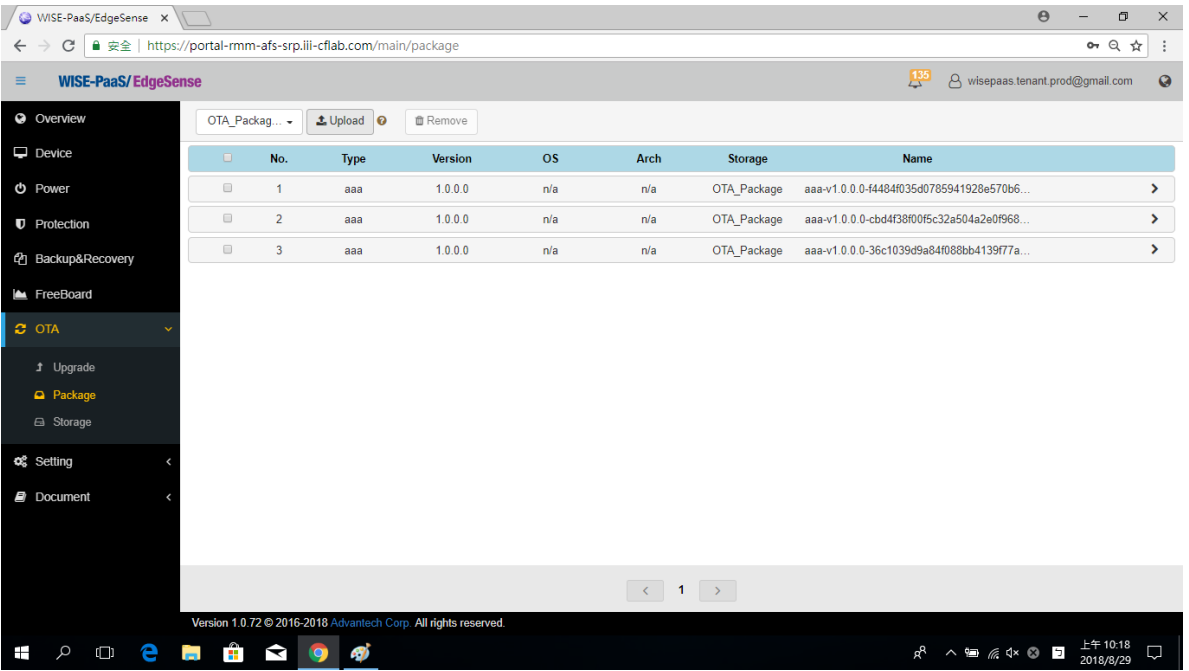 WISE-PaaS/EdgeSense
安全 https://portal-rmm-afs-srp.iii-cflab.com/main/package
WISE-PaaS/EdgeSense 135 wisepaas.tenant.prod@gmail.com
Overview
Device
Power
Protection
Backup&Recovery
FreeBoard
OTA
Upgrade
Package
Storage
Setting
Document
OTA_Packag... Upload Remove
No. Type Version OS Arch Storage Name
1 aaa 1.0.0.0 n/a n/a OTA_Package aaa-v1.0.0.0-f4484f035d0785941928e570b6...
2 aaa 1.0.0.0 n/a n/a OTA_Package aaa-v1.0.0.0-cbd4f38f00f5c32a504a2e0f968...
3 aaa 1.0.0.0 n/a n/a OTA_Package aaa-v1.0.0.0-36c1039d9a84f088bb4139f77a...
1
Version 1.0.72 © 2016-2018 Advantech Corp. All rights reserved.
上午 10:18
2018/8/29